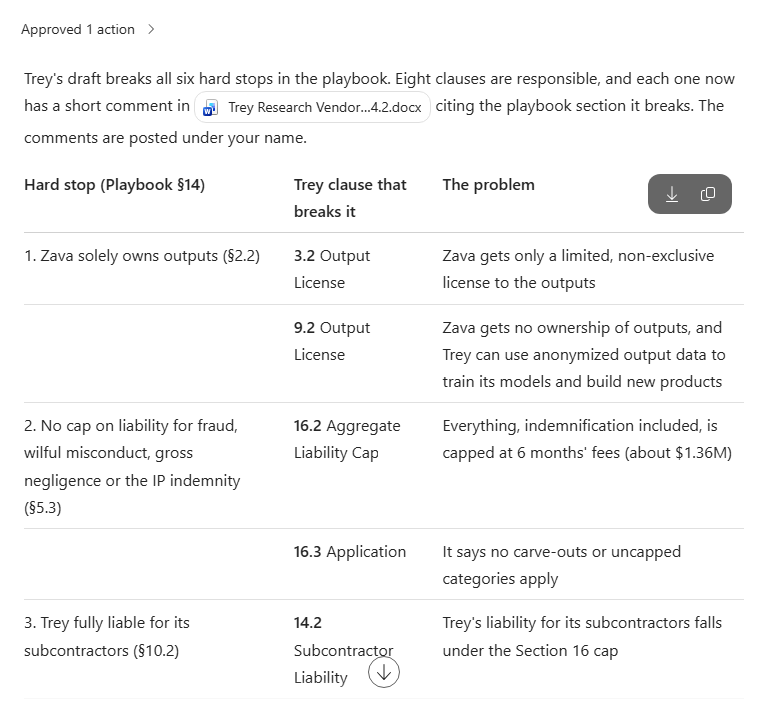 Approved 1 action
Trey's draft breaks all six hard stops in the playbook. Eight clauses are responsible, and each one now
has a short comment in Trey Research Vendor...4.2.docx citing the playbook section it breaks. The
comments are posted under your name.
Hard stop (Playbook §14)
Trey clause that
breaks it
The problem
1. Zava solely owns outputs (§2.2)
3.2 Output
License
Zava gets only a limited, non-exclusive
license to the outputs
9.2 Output
License
Zava gets no ownership of outputs, and
Trey can use anonymized output data to
train its models and build new products
2. No cap on liability for fraud,
wilful misconduct, gross
negligence or the IP indemnity
(§5.3)
16.2 Aggregate
Liability Cap
Everything, indemnification included, is
capped at 6 months' fees (about $1.36M)
16.3 Application
It says no carve-outs or uncapped
categories apply
3. Trey fully liable for its
subcontractors (§10.2)
14.2
Subcontractor
Liability
Trey's liability for its subcontractors falls
under the Section 16 cap